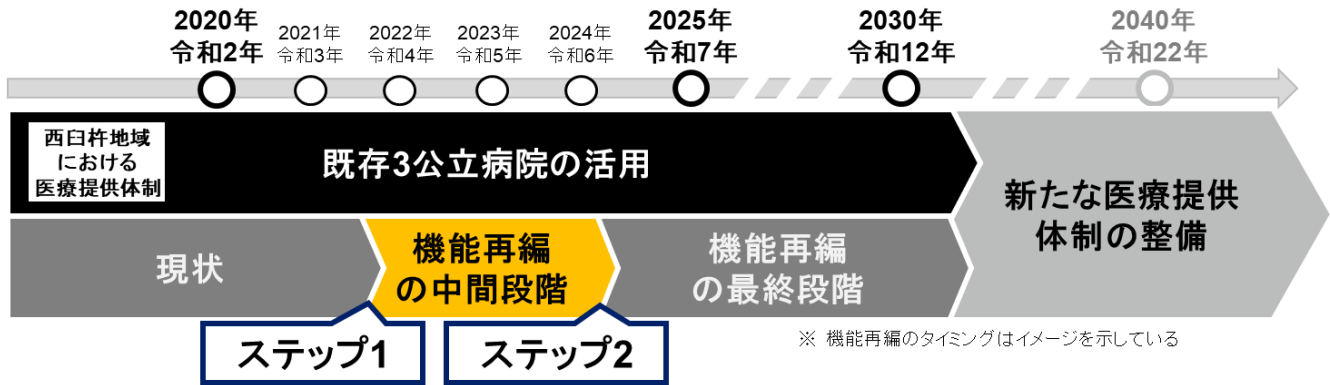 2020年
令和2年
2021年
令和3年
2022年
令和4年
2023年
令和5年
2024年
令和6年
2025年
令和7年
2030年
令和12年
2040年
令和22年
西臼杵地域
における
医療提供体制
既存3公立病院の活用
新たな医療提供
体制の整備
現状
機能再編
の中間段階
機能再編
の最終段階
ステップ1
ステップ2
※ 機能再編のタイミングはイメージを示している